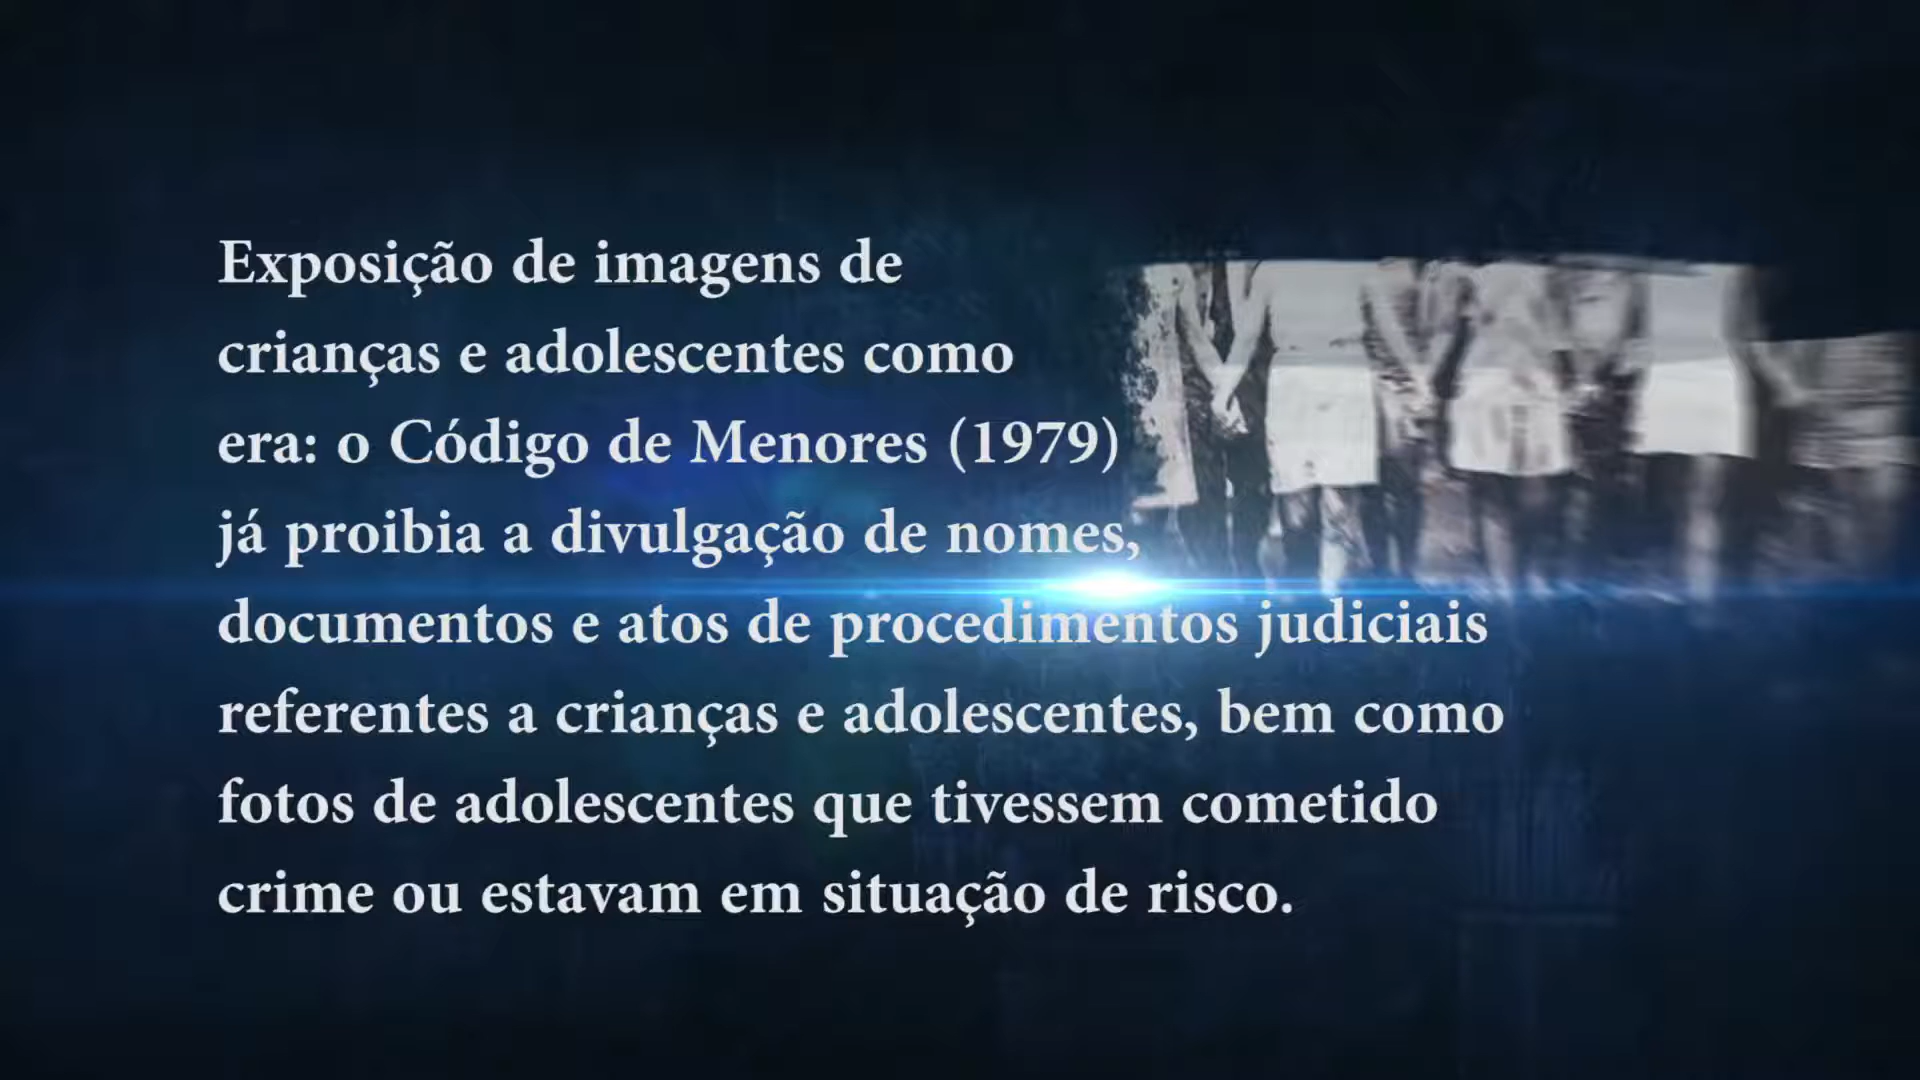 Exposição de imagens de
crianças e adolescentes como
era: o Código de Menores (1979)
já proibia a divulgação de nomes,
documentos e atos de procedimentos judiciais
referentes a crianças e adolescentes, bem como
fotos de adolescentes que tivessem cometido
crime ou estavam em situação de risco.